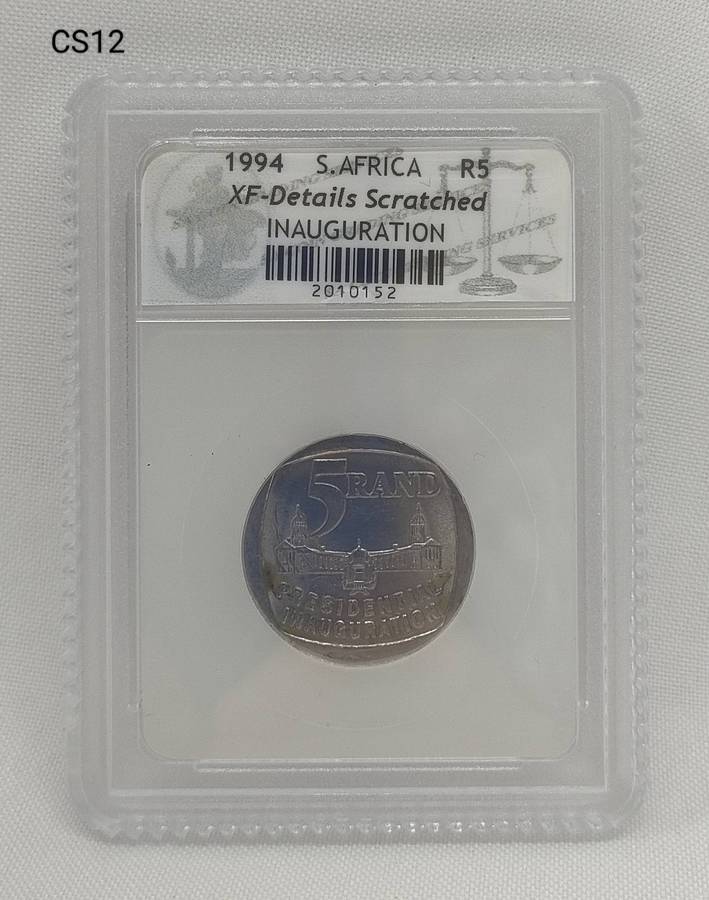 CS12
1994 S.AFRICA R5
XF-Details Scratched
INAUGURATION
2010152
5 RAND
PRESIDENTIAL
INAUGURATION